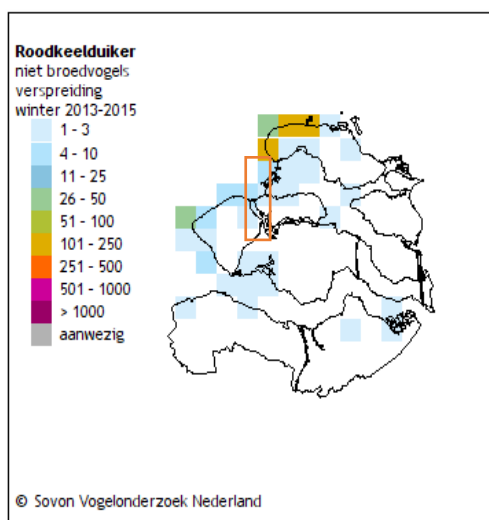 Roodkeelduiker
niet broedvogels
verspreiding
winter 2013-2015
1 - 3
4 - 10
11 - 25
26 - 50
51 - 100
101 - 250
251 - 500
501 - 1000
> 1000
aanwezig
© Sovon Vogelonderzoek Nederland